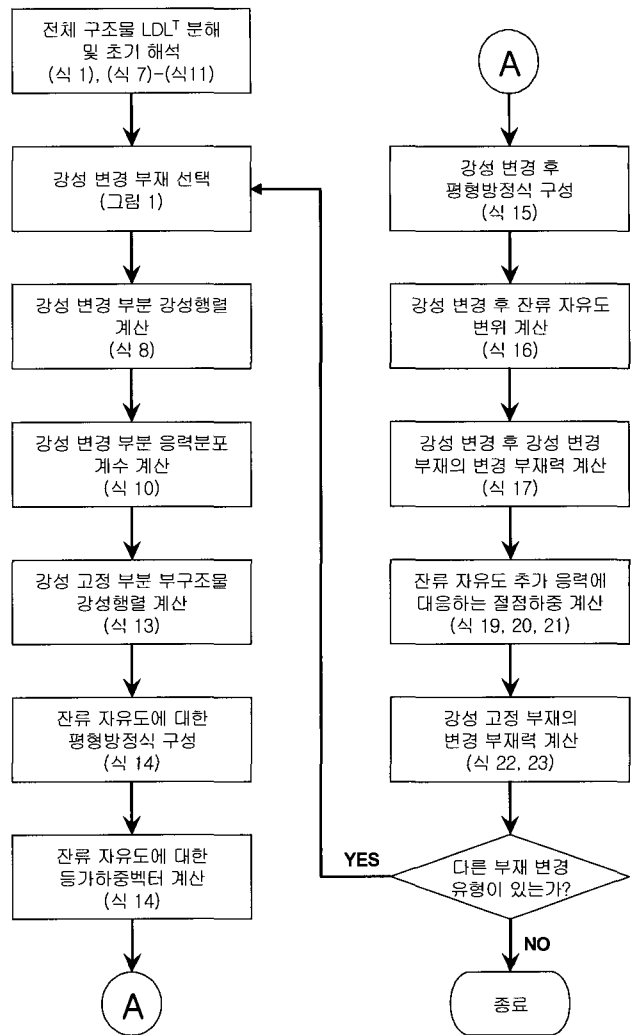 전체 구조물 LDLᵀ 분해
및 초기 해석
(식 1), (식 7)-(식11)
강성 변경 부재 선택
(그림 1)
강성 변경 부분 강성행렬
계산
(식 8)
강성 변경 부분 응력분포
계수 계산
(식 10)
강성 고정 부분 부구조물
강성행렬 계산
(식 13)
잔류 자유도에 대한
평형방정식 구성
(식 14)
잔류 자유도에 대한
등가하중벡터 계산
(식 14)
A
A
강성 변경 후
평형방정식 구성
(식 15)
강성 변경 후 잔류 자유도
변위 계산
(식 16)
강성 변경 후 강성 변경
부재의 변경 부재력 계산
(식 17)
잔류 자유도 추가 응력에
대응하는 절점하중 계산
(식 19, 20, 21)
강성 고정 부재의
변경 부재력 계산
(식 22, 23)
YES
다른 부재 변경
유형이 있는가?
NO
종료